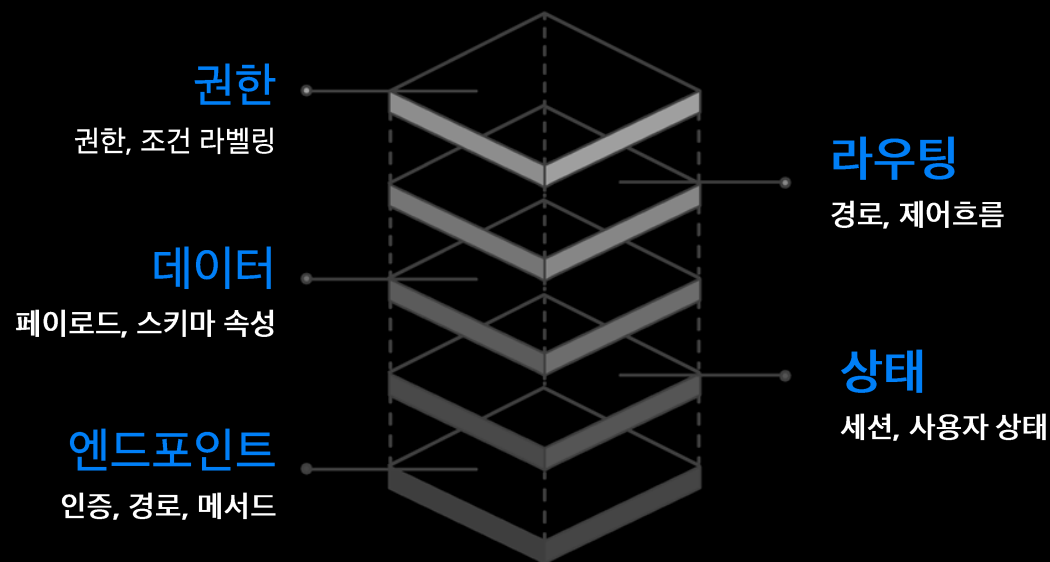 권한
권한, 조건 라벨링
라우팅
경로, 제어흐름
데이터
페이로드, 스키마 속성
상태
세션, 사용자 상태
엔드포인트
인증, 경로, 메서드